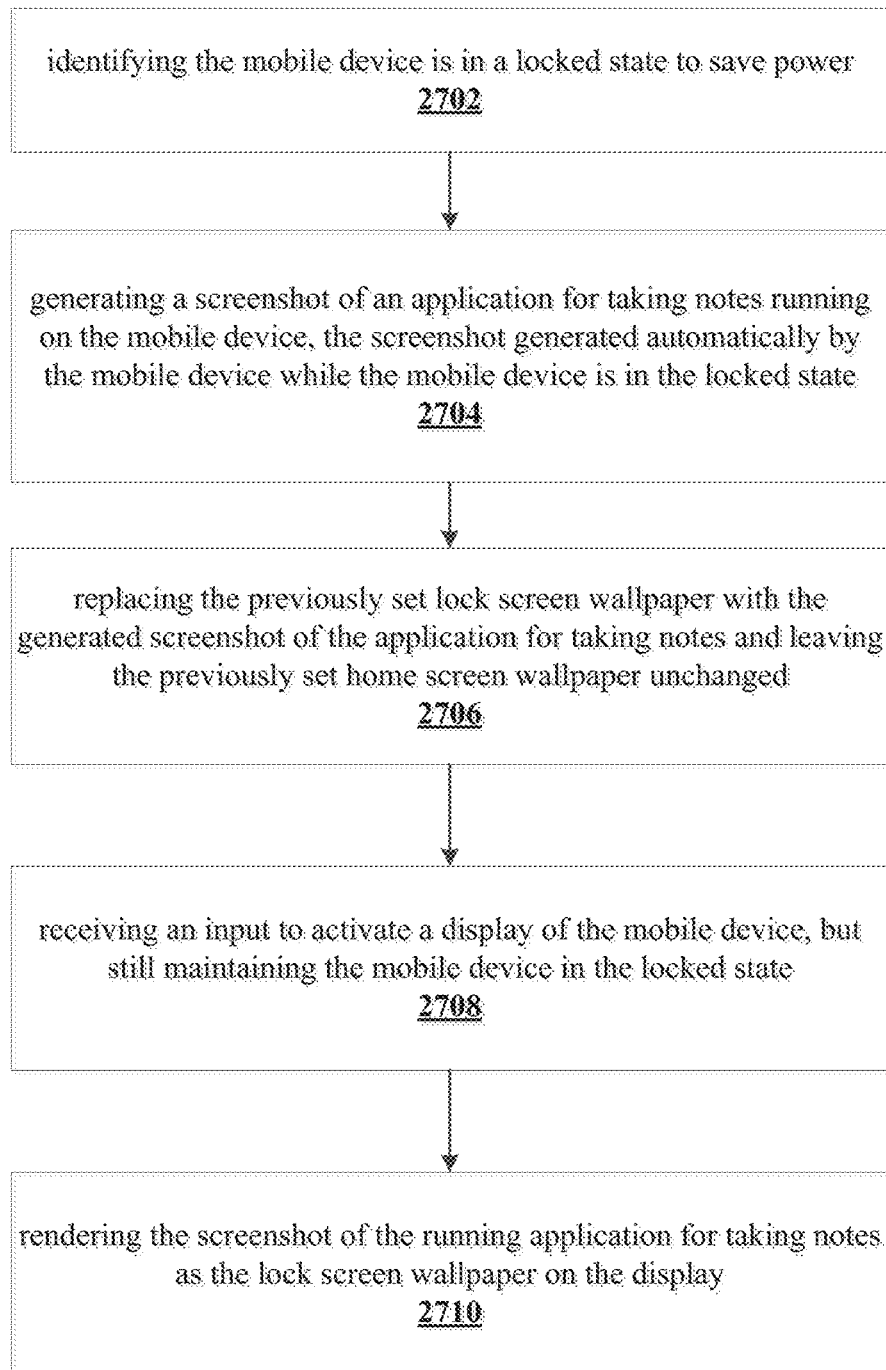 identifying the mobile device is in a locked state to save power
2702
generating a screenshot of an application for taking notes running
on the mobile device, the screenshot generated automatically by
the mobile device while the mobile device is in the locked state
2704
replacing the previously set lock screen wallpaper with the
generated screenshot of the application for taking notes and leaving
the previously set home screen wallpaper unchanged
2706
receiving an input to activate a display of the mobile device, but
still maintaining the mobile device in the locked state
2708
rendering the screenshot of the running application for taking notes
as the lock screen wallpaper on the display
2710